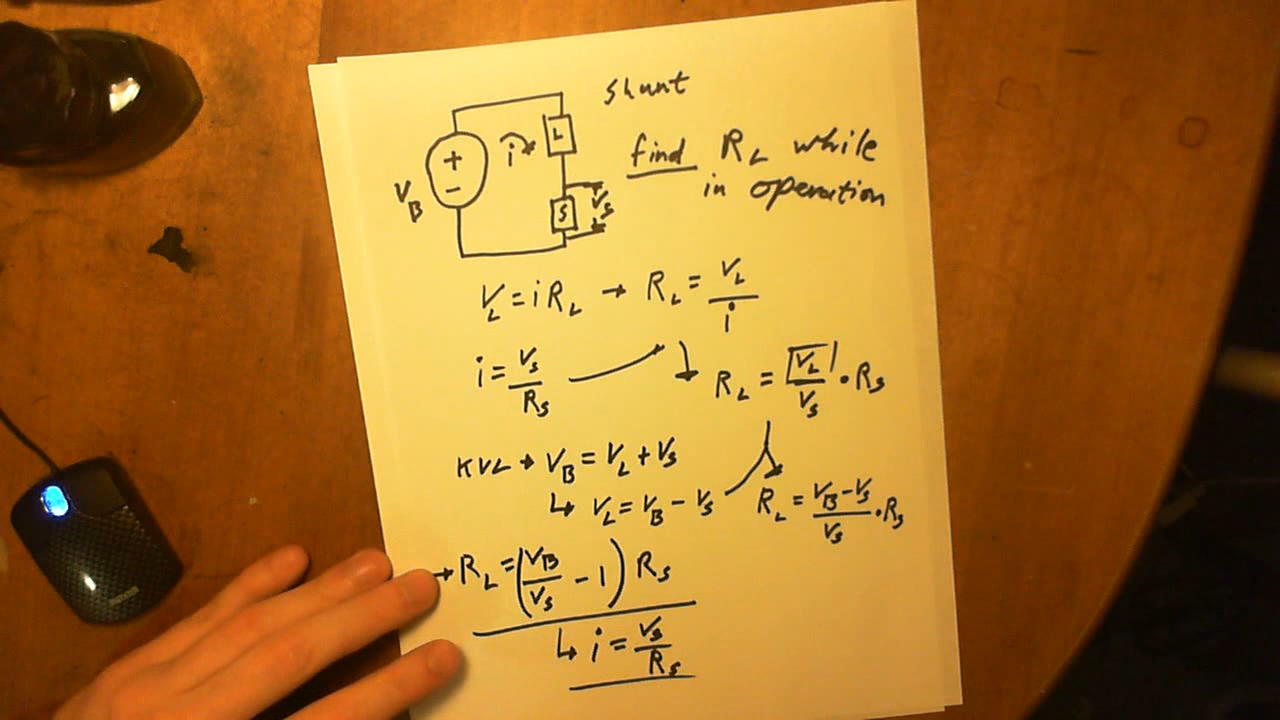 shunt
find R_L while
in operation
L
i
+
-
V_B
S
V_S
V_L = i R_L → R_L = V_L / i
i = V_S / R_S
R_L = V_L / V_S • R_S
KVL → V_B = V_L + V_S
↳ V_L = V_B - V_S
R_L = V_B - V_S / V_S • R_S
→ R_L = (V_B / V_S - 1) R_S
↳ i = V_S / R_S